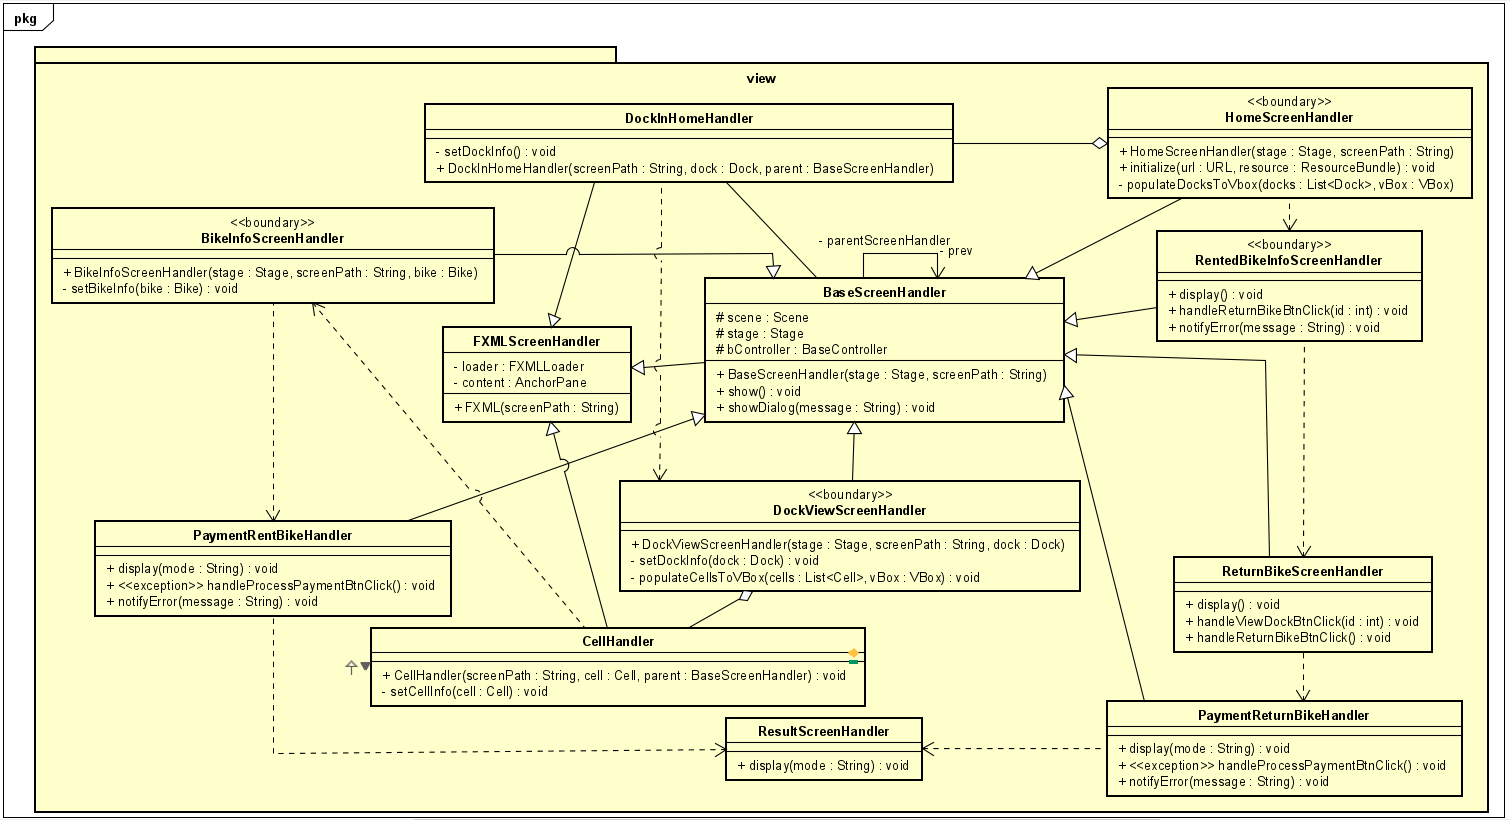 pkg
view
DockInHomeHandler
- setDockInfo() : void
+ DockInHomeHandler(screenPath : String, dock : Dock, parent : BaseScreenHandler)
<<boundary>>
HomeScreenHandler
+ HomeScreenHandler(stage : Stage, screenPath : String)
+ initialize(url : URL, resource : ResourceBundle) : void
- populateDocksToVbox(docks : List<Dock>, vBox : VBox)
<<boundary>>
BikeInfoScreenHandler
+ BikeInfoScreenHandler(stage : Stage, screenPath : String, bike : Bike)
- setBikeInfo(bike : Bike) : void
- parentScreenHandler
- prev
<<boundary>>
RentedBikeInfoScreenHandler
+ display() : void
+ handleReturnBikeBtnClick(id : int) : void
+ notifyError(message : String) : void
BaseScreenHandler
# scene : Scene
# stage : Stage
# bController : BaseController
+ BaseScreenHandler(stage : Stage, screenPath : String)
+ show() : void
+ showDialog(message : String) : void
FXMLScreenHandler
- loader : FXMLLoader
- content : AnchorPane
+ FXML(screenPath : String)
<<boundary>>
DockViewScreenHandler
+ DockViewScreenHandler(stage : Stage, screenPath : String, dock : Dock)
- setDockInfo(dock : Dock) : void
- populateCellsToVBox(cells : List<Cell>, vBox : VBox) : void
PaymentRentBikeHandler
+ display(mode : String) : void
+ <<exception>> handleProcessPaymentBtnClick() : void
+ notifyError(message : String) : void
ReturnBikeScreenHandler
+ display() : void
+ handleViewDockBtnClick(id : int) : void
+ handleReturnBikeBtnClick() : void
CellHandler
+ CellHandler(screenPath : String, cell : Cell, parent : BaseScreenHandler) : void
- setCellInfo(cell : Cell) : void
ResultScreenHandler
+ display(mode : String) : void
PaymentReturnBikeHandler
+ display(mode : String) : void
+ <<exception>> handleProcessPaymentBtnClick() : void
+ notifyError(message : String) : void